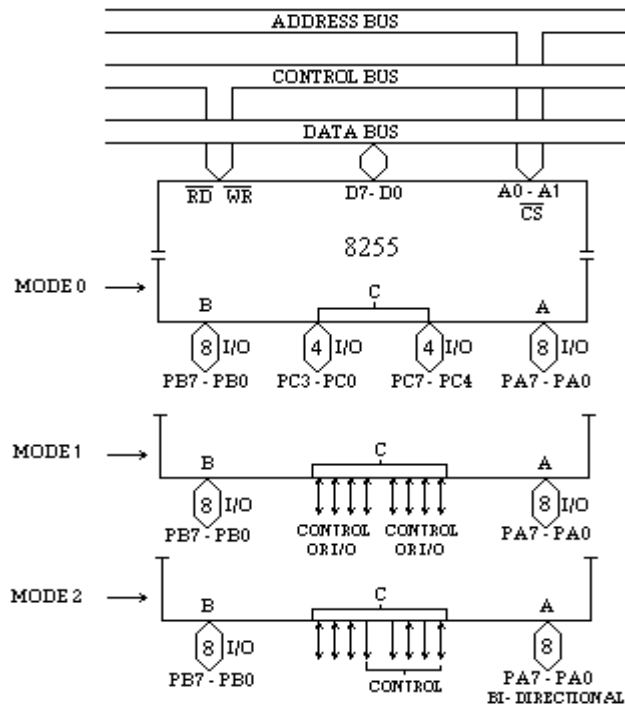 ADDRESS BUS
CONTROL BUS
DATA BUS
RD WR D7- D0 A0 - A1
CS
8255
MODE 0
B C A
8 I/O 4 I/O 4 I/O 8 I/O
PB7 - PB0 PC3 - PC0 PC7 - PC4 PA7 - PA0
MODE 1
B C A
8 I/O 8 I/O
PB7 - PB0 CONTROL CONTROL PA7 - PA0
OR I/O OR I/O
MODE 2
B C A
8 I/O 8
PB7 - PB0 CONTROL PA7 - PA0
BI- DIRECTIONAL